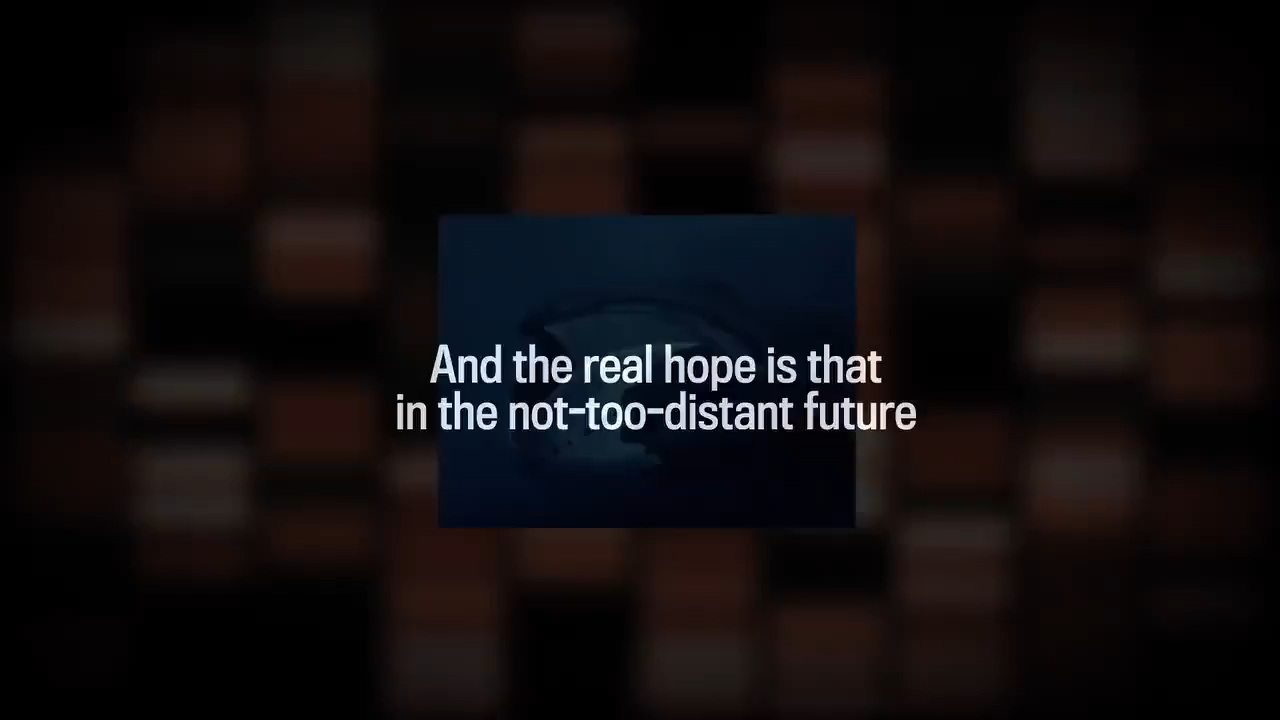 And the real hope is that
in the not-too-distant future